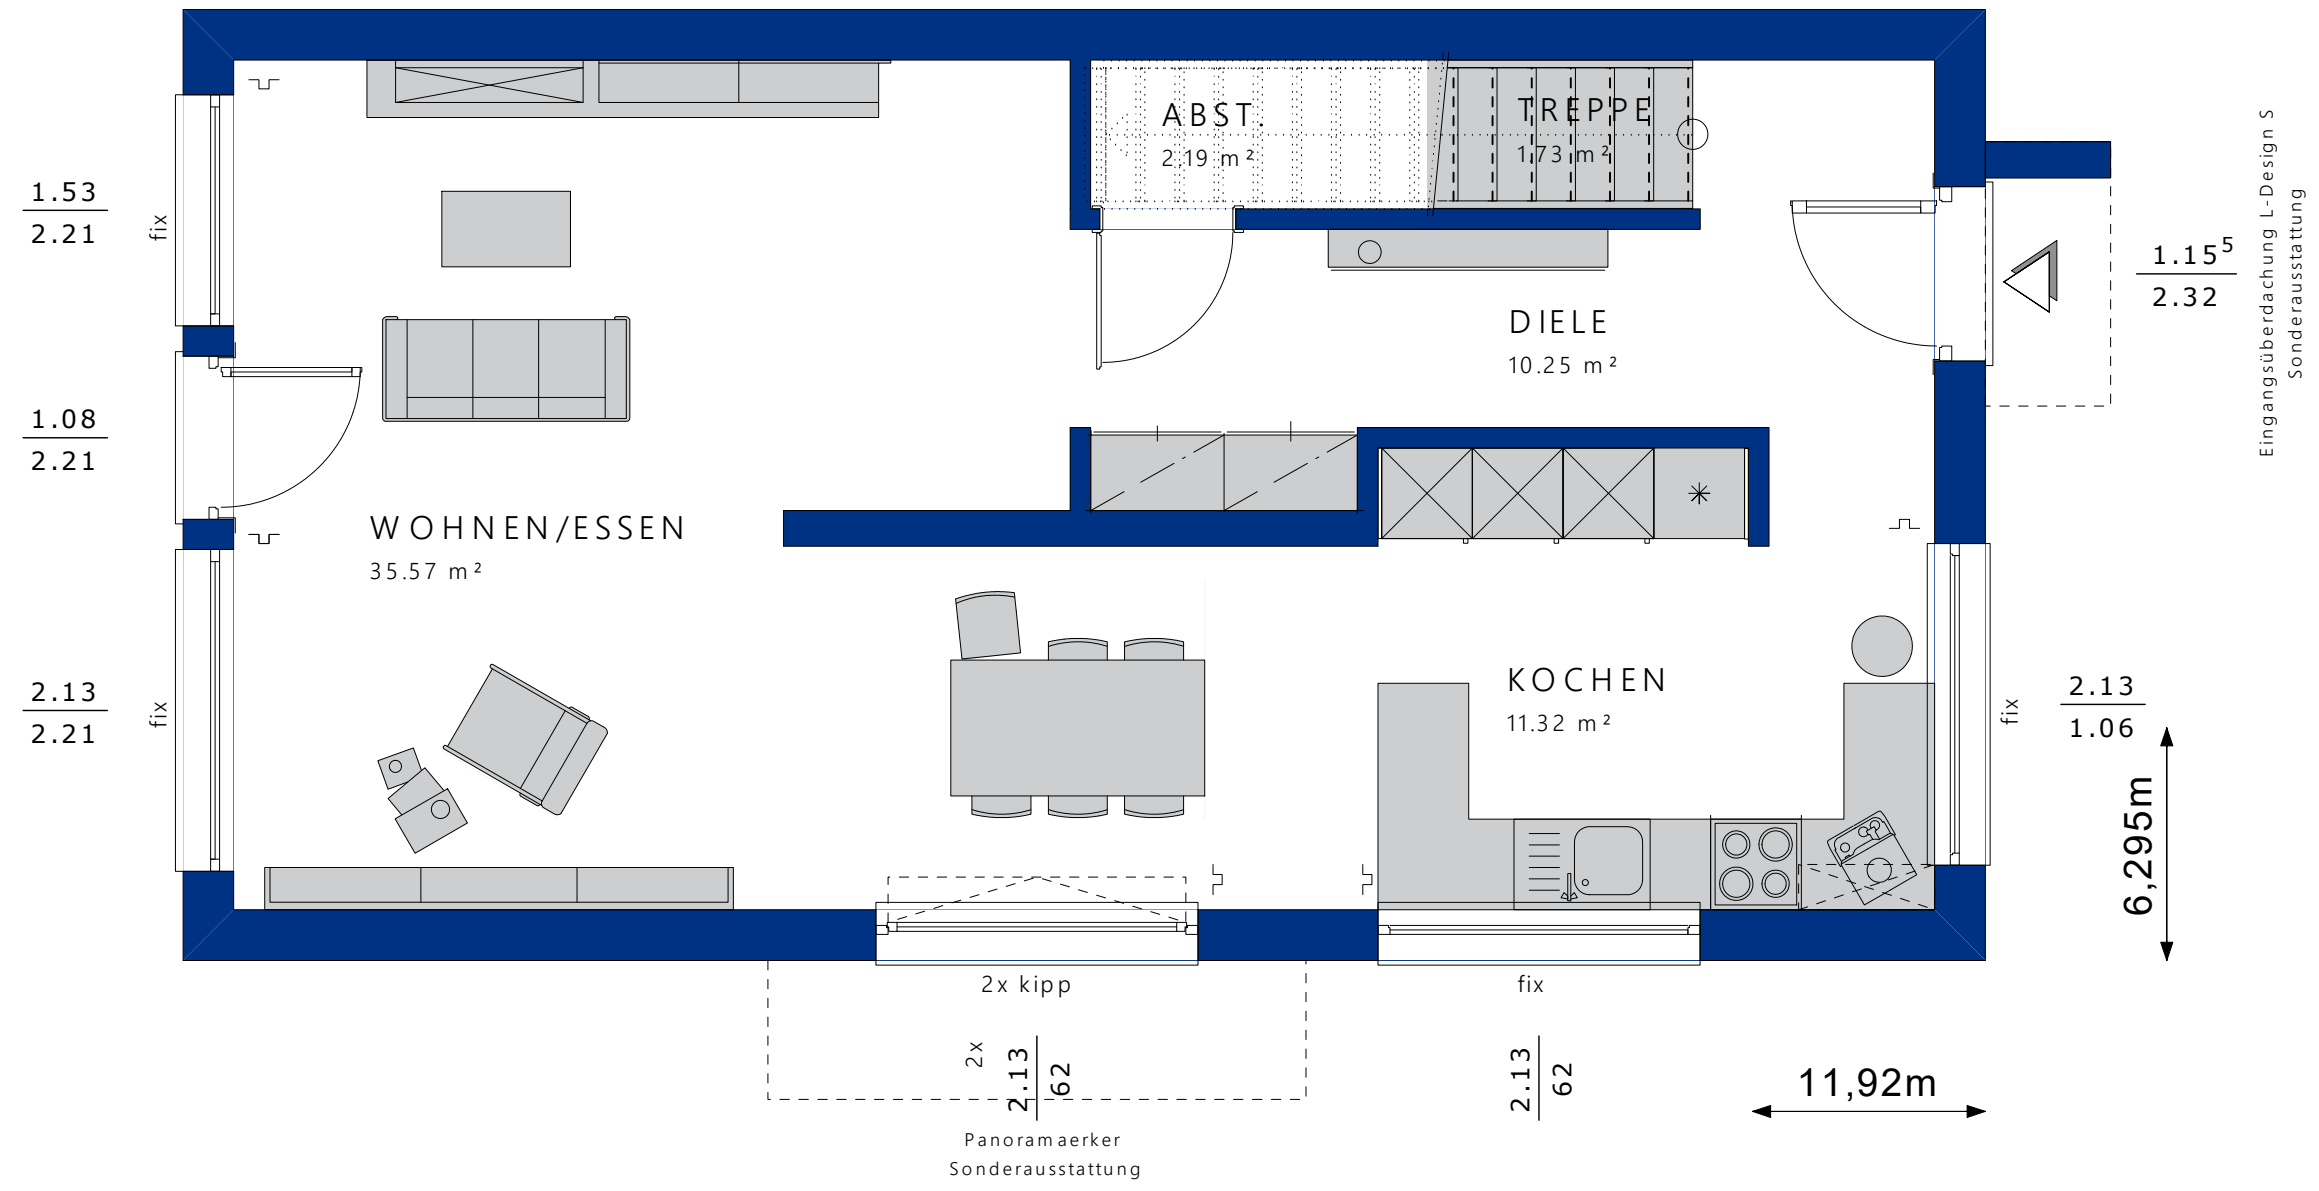 ABST.
2.19 m²
TREPPE
1.73 m²
Eingangsüberdachung L-Design S
Sonderausstattung
1.53
2.21
fix
1.15⁵
2.32
DIELE
10.25 m²
1.08
2.21
WOHNEN/ESSEN
35.57 m²
KOCHEN
11.32 m²
2.13
2.21
fix
fix
2.13
1.06
6,295m
2x kipp
fix
2x
2.13
62
2.13
62
11,92m
Panoramaerker
Sonderausstattung